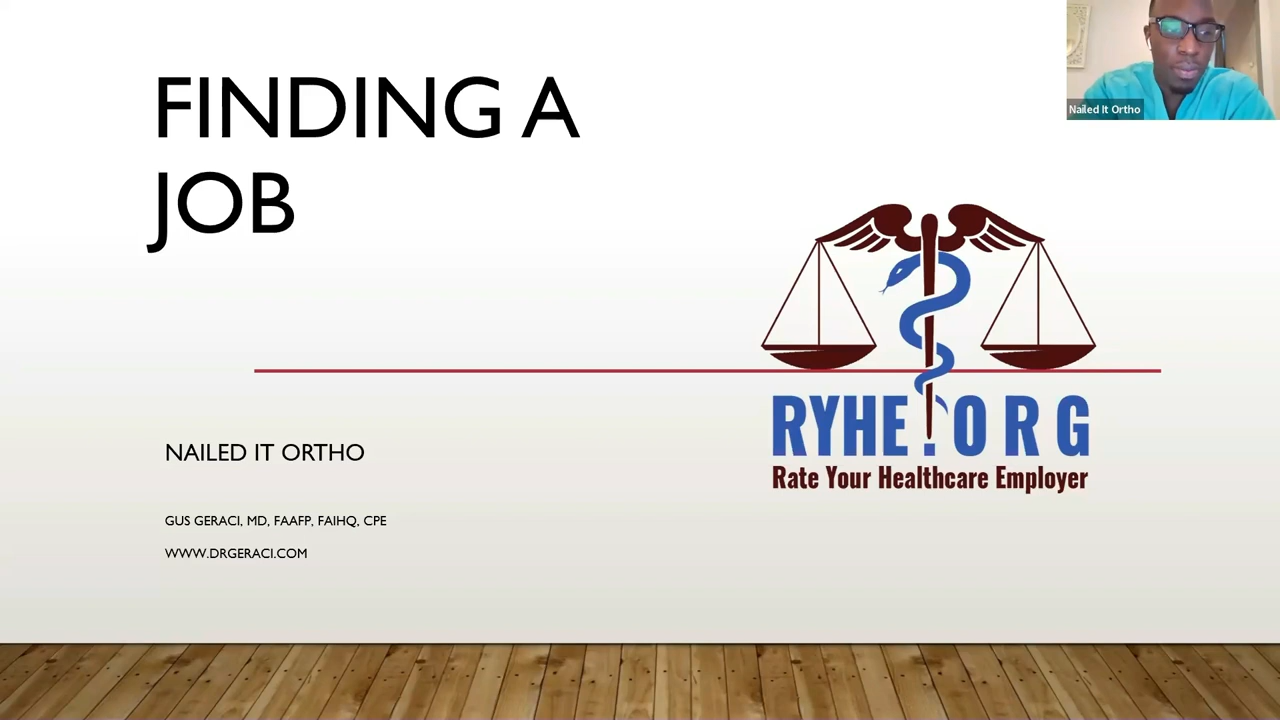 FINDING A
JOB
Nailed It Ortho
RYHE.ORG
Rate Your Healthcare Employer
NAILED IT ORTHO
GUS GERACI, MD, FAAFP, FAIHQ, CPE
WWW.DRGERACI.COM